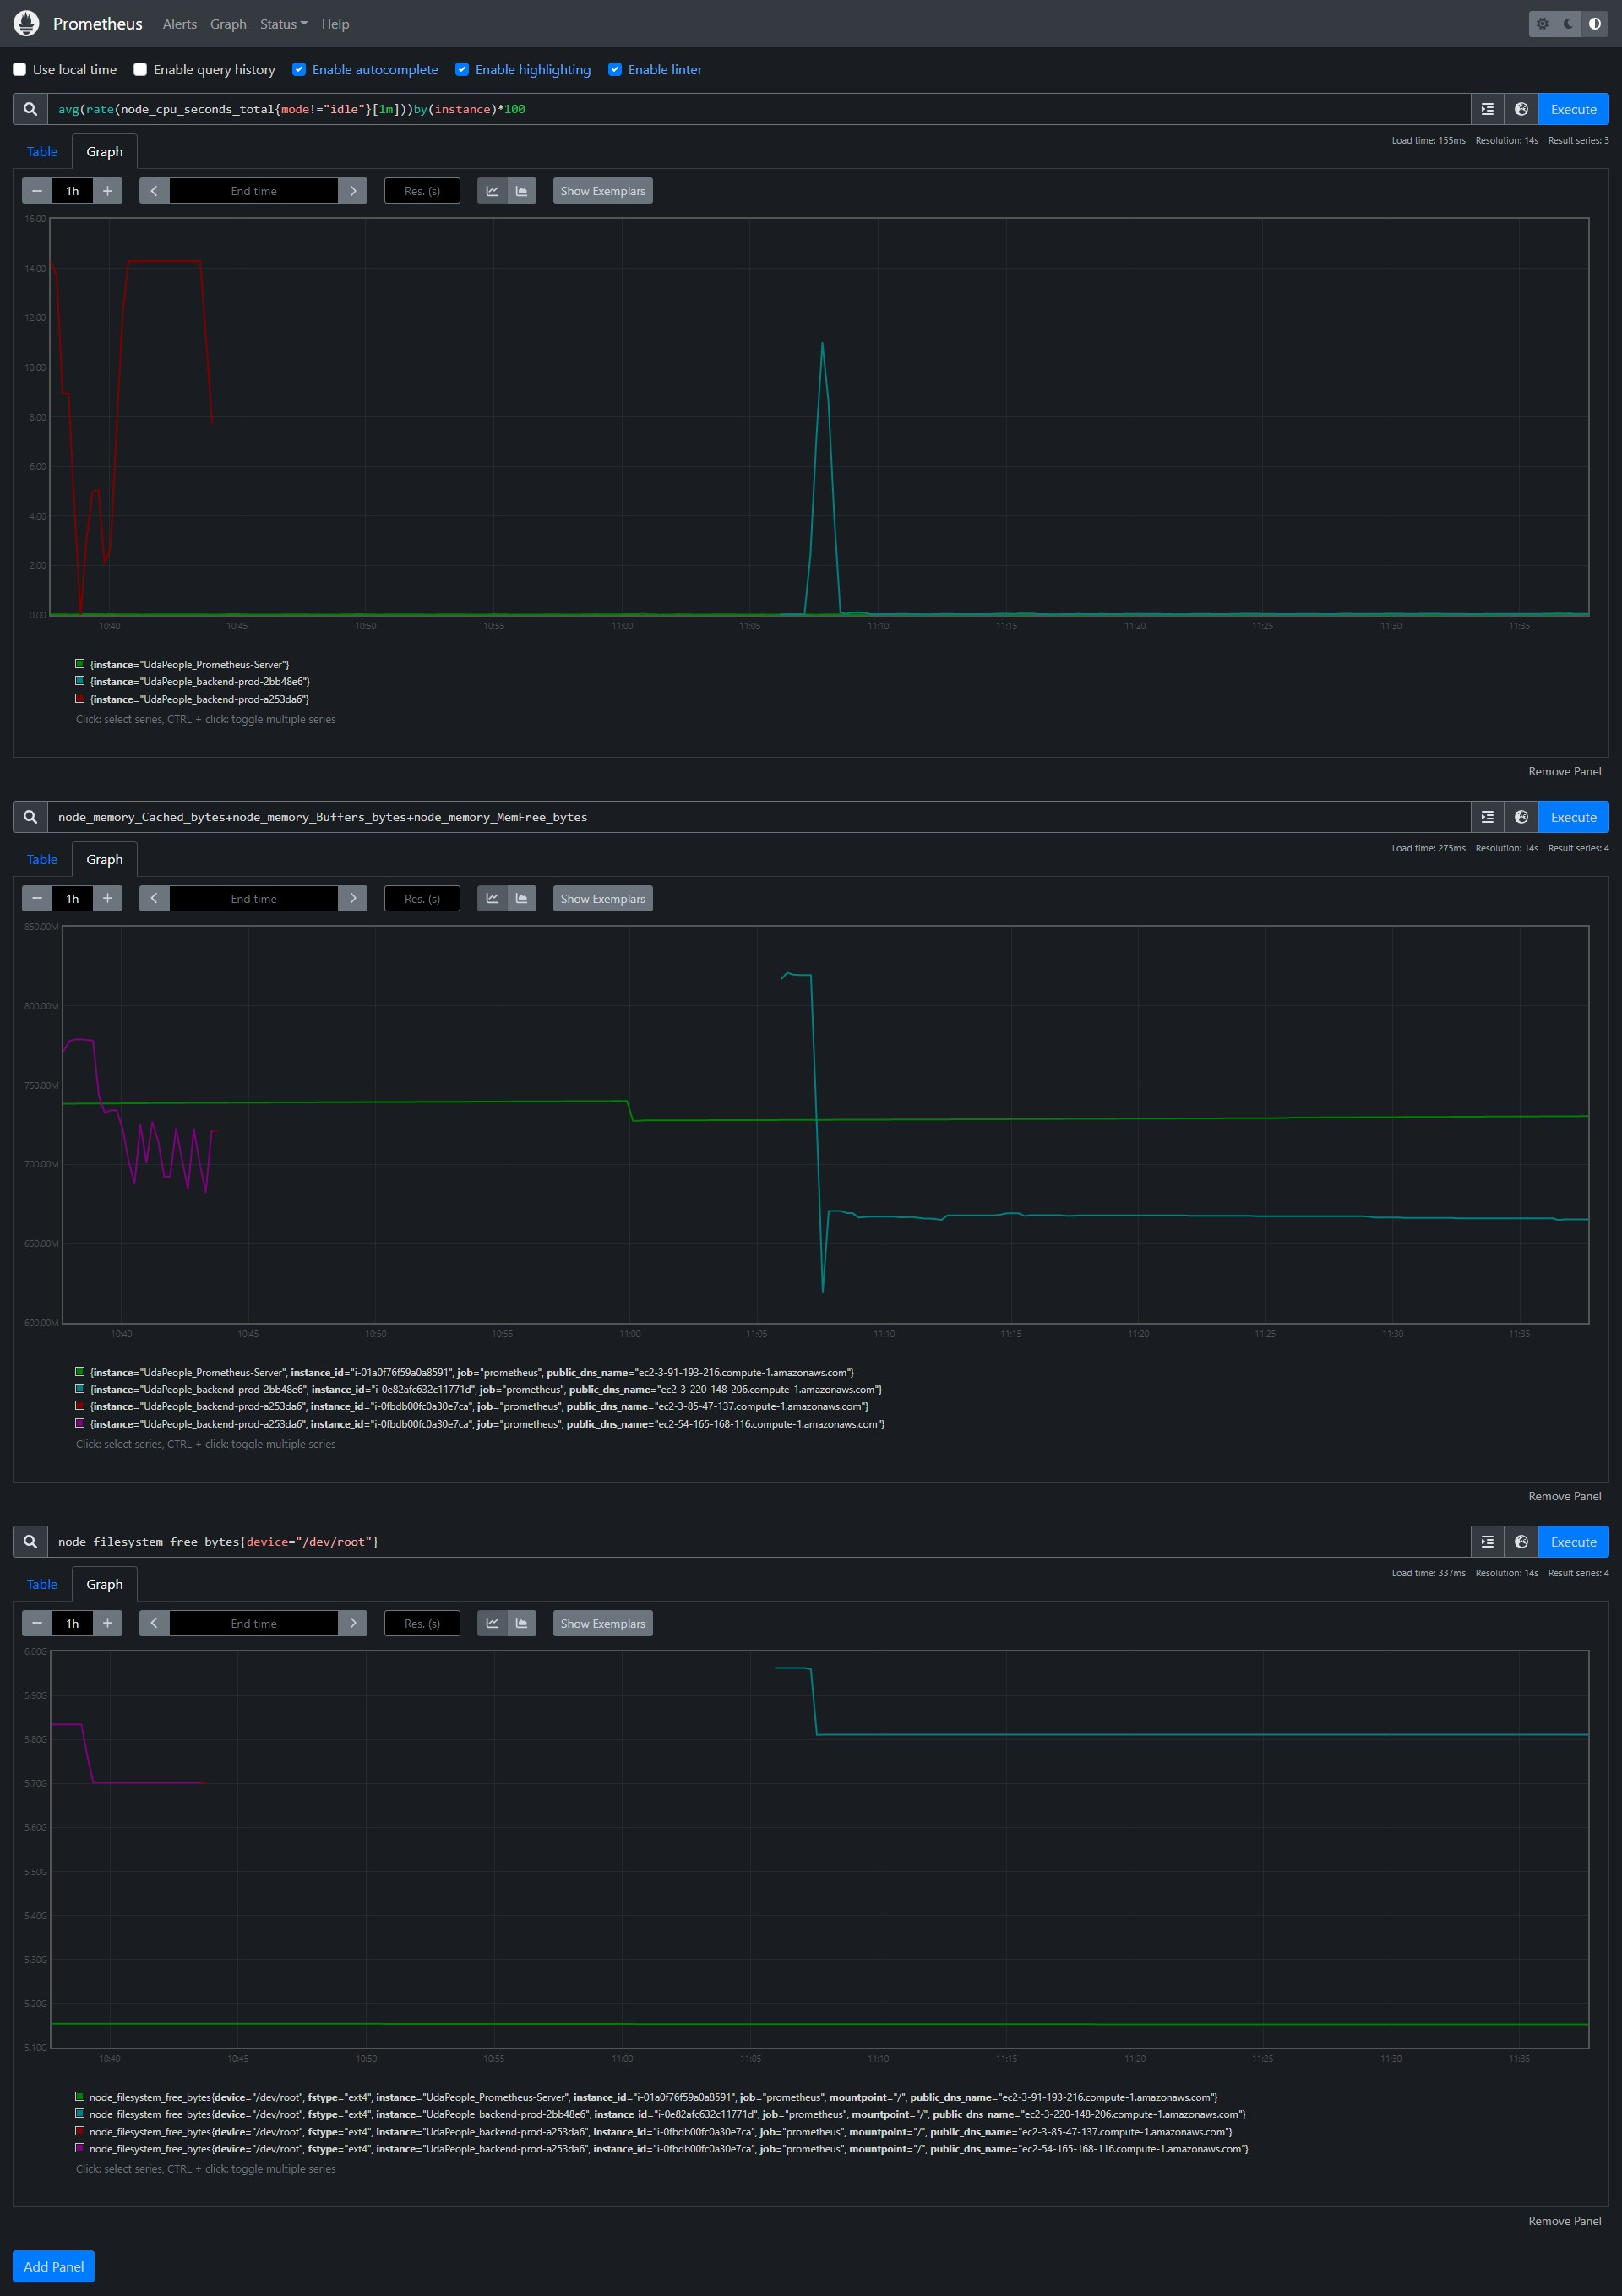 Prometheus Alerts Graph Status Help
Use local time Enable query history Enable autocomplete Enable highlighting Enable linter
avg(rate(node_cpu_seconds_total{mode!="idle"}[1m]))by(instance)*100 Execute
Load time: 155ms Resolution: 14s Result series: 3
Table Graph
1h End time Res. (s) Show Exemplars
16.00
14.00
12.00
10.00
8.00
6.00
4.00
2.00
0.00
10:40 10:45 10:50 10:55 11:00 11:05 11:10 11:15 11:20 11:25 11:30 11:35
{instance="UdaPeople_Prometheus-Server"}
{instance="UdaPeople_backend-prod-2bb48e6"}
{instance="UdaPeople_backend-prod-a253da6"}
Click: select series, CTRL + click: toggle multiple series
Remove Panel
node_memory_Cached_bytes+node_memory_Buffers_bytes+node_memory_MemFree_bytes Execute
Load time: 275ms Resolution: 14s Result series: 4
Table Graph
1h End time Res. (s) Show Exemplars
850.00M
800.00M
750.00M
700.00M
650.00M
600.00M
10:40 10:45 10:50 10:55 11:00 11:05 11:10 11:15 11:20 11:25 11:30 11:35
{instance="UdaPeople_Prometheus-Server", instance_id="i-01a0f76f59a0a8591", job="prometheus", public_dns_name="ec2-3-91-193-216.compute-1.amazonaws.com"}
{instance="UdaPeople_backend-prod-2bb48e6", instance_id="i-0e82afc632c11771d", job="prometheus", public_dns_name="ec2-3-220-148-206.compute-1.amazonaws.com"}
{instance="UdaPeople_backend-prod-a253da6", instance_id="i-0fbdb00fc0a30e7ca", job="prometheus", public_dns_name="ec2-3-85-47-137.compute-1.amazonaws.com"}
{instance="UdaPeople_backend-prod-a253da6", instance_id="i-0fbdb00fc0a30e7ca", job="prometheus", public_dns_name="ec2-54-165-168-116.compute-1.amazonaws.com"}
Click: select series, CTRL + click: toggle multiple series
Remove Panel
node_filesystem_free_bytes{device="/dev/root"} Execute
Load time: 337ms Resolution: 14s Result series: 4
Table Graph
1h End time Res. (s) Show Exemplars
6.00G
5.90G
5.80G
5.70G
5.60G
5.50G
5.40G
5.30G
5.20G
5.10G
10:40 10:45 10:50 10:55 11:00 11:05 11:10 11:15 11:20 11:25 11:30 11:35
node_filesystem_free_bytes{device="/dev/root", fstype="ext4", instance="UdaPeople_Prometheus-Server", instance_id="i-01a0f76f59a0a8591", job="prometheus", mountpoint="/", public_dns_name="ec2-3-91-193-216.compute-1.amazonaws.com"}
node_filesystem_free_bytes{device="/dev/root", fstype="ext4", instance="UdaPeople_backend-prod-2bb48e6", instance_id="i-0e82afc632c11771d", job="prometheus", mountpoint="/", public_dns_name="ec2-3-220-148-206.compute-1.amazonaws.com"}
node_filesystem_free_bytes{device="/dev/root", fstype="ext4", instance="UdaPeople_backend-prod-a253da6", instance_id="i-0fbdb00fc0a30e7ca", job="prometheus", mountpoint="/", public_dns_name="ec2-3-85-47-137.compute-1.amazonaws.com"}
node_filesystem_free_bytes{device="/dev/root", fstype="ext4", instance="UdaPeople_backend-prod-a253da6", instance_id="i-0fbdb00fc0a30e7ca", job="prometheus", mountpoint="/", public_dns_name="ec2-54-165-168-116.compute-1.amazonaws.com"}
Click: select series, CTRL + click: toggle multiple series
Remove Panel
Add Panel